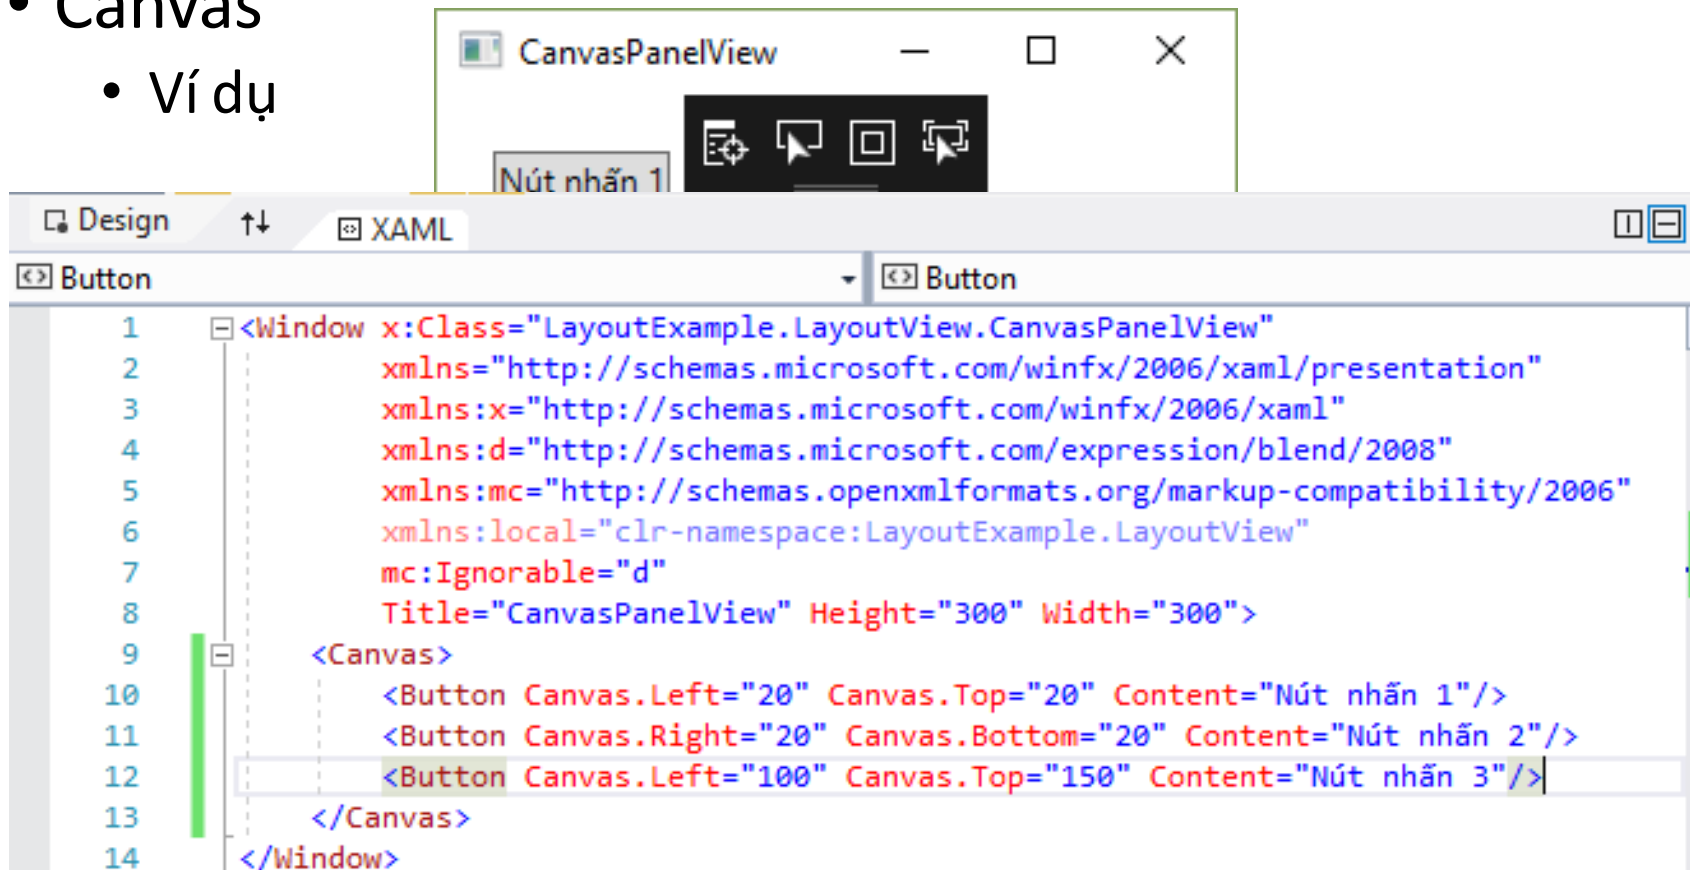 • Canvas
• Ví dụ
CanvasPanelView
Nút nhấn 1
Design
XAML
Button
Button
1 <Window x:Class="LayoutExample.LayoutView.CanvasPanelView"
2 xmlns="http://schemas.microsoft.com/winfx/2006/xaml/presentation"
3 xmlns:x="http://schemas.microsoft.com/winfx/2006/xaml"
4 xmlns:d="http://schemas.microsoft.com/expression/blend/2008"
5 xmlns:mc="http://schemas.openxmlformats.org/markup-compatibility/2006"
6 xmlns:local="clr-namespace:LayoutExample.LayoutView"
7 mc:Ignorable="d"
8 Title="CanvasPanelView" Height="300" Width="300">
9 <Canvas>
10 <Button Canvas.Left="20" Canvas.Top="20" Content="Nút nhấn 1"/>
11 <Button Canvas.Right="20" Canvas.Bottom="20" Content="Nút nhấn 2"/>
12 <Button Canvas.Left="100" Canvas.Top="150" Content="Nút nhấn 3"/>
13 </Canvas>
14 </Window>